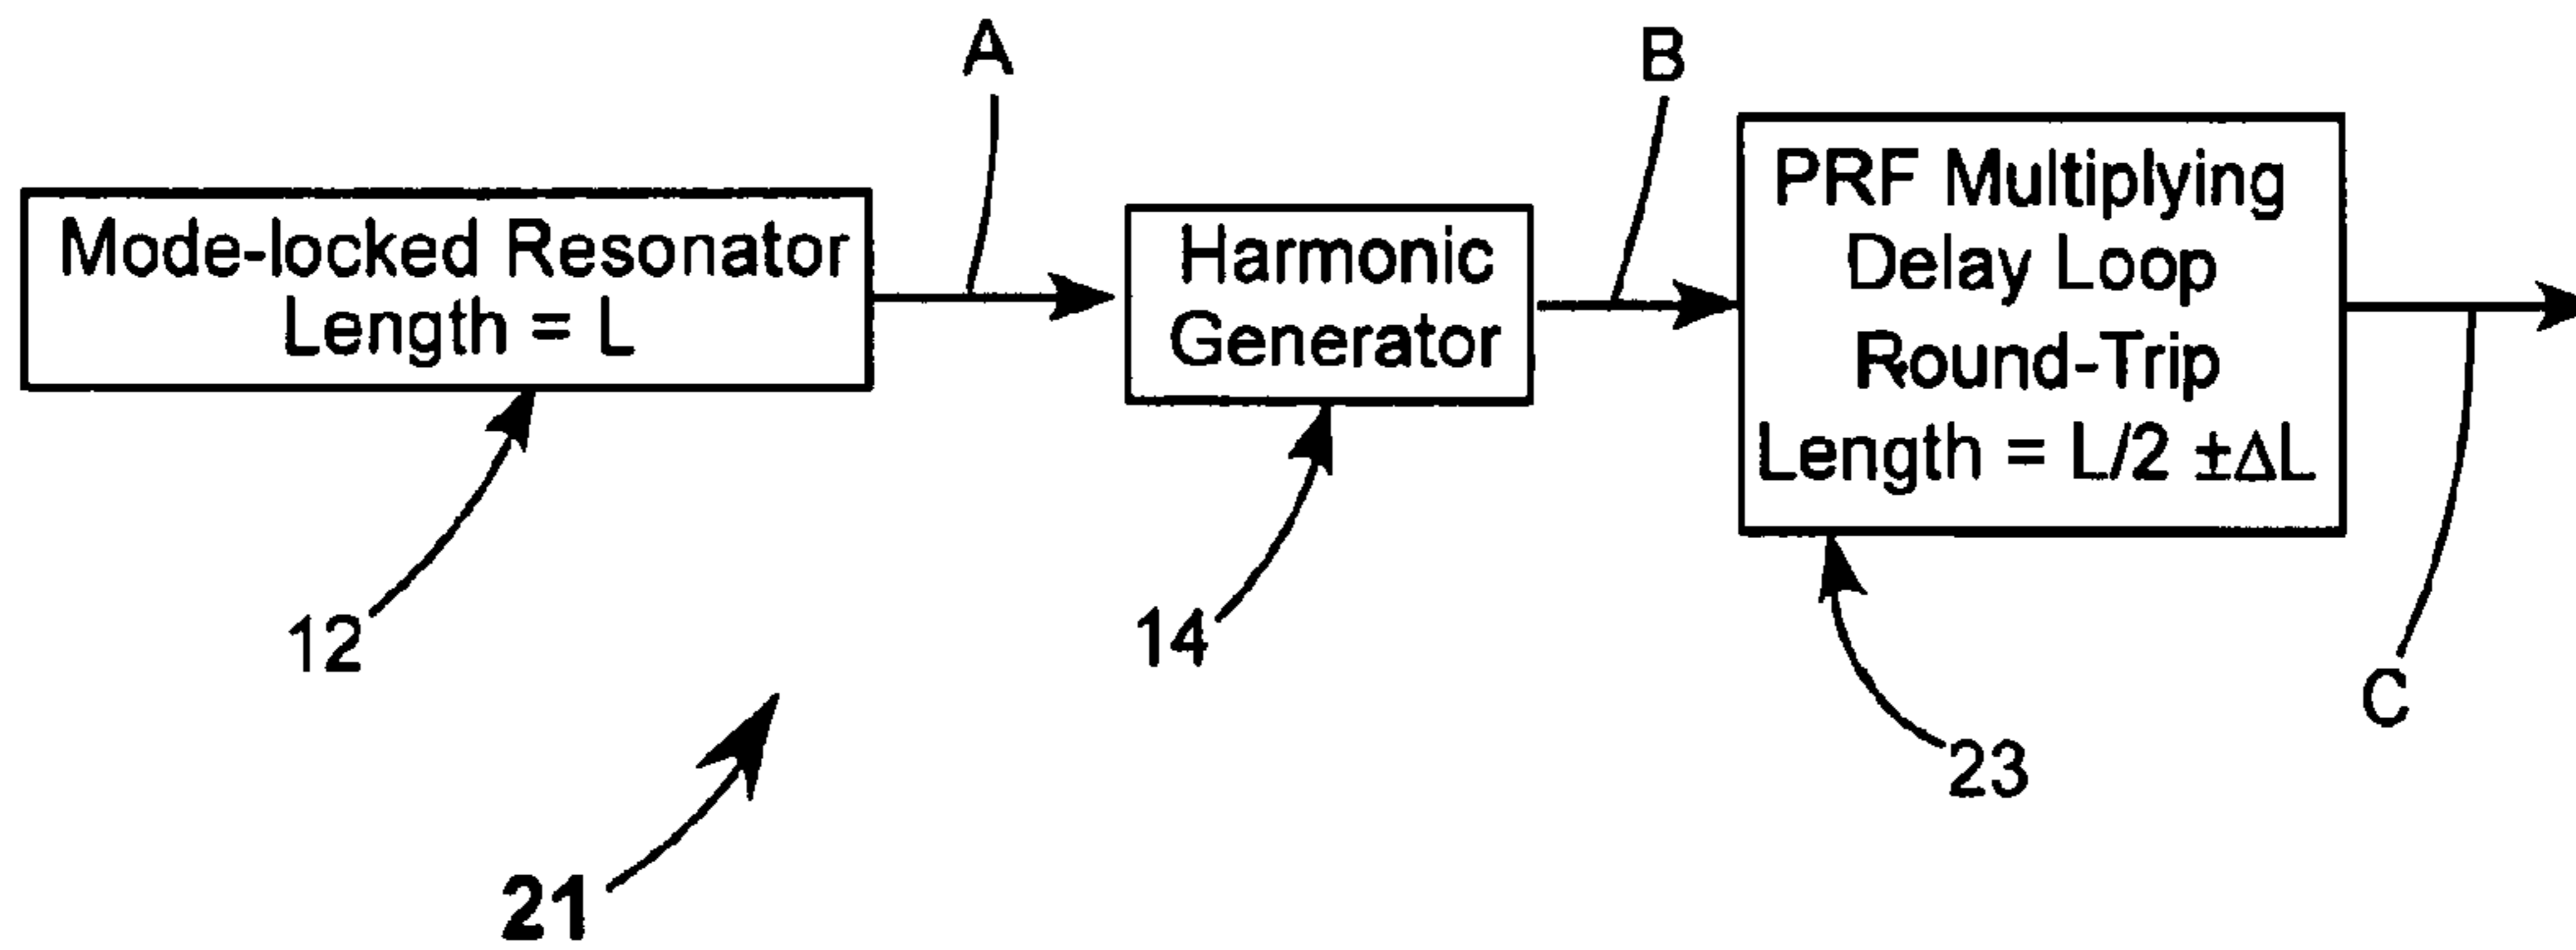 A
B
Mode-locked Resonator
Length = L
Harmonic
Generator
PRF Multiplying
Delay Loop
Round-Trip
Length = L/2 ±ΔL
12
14
23
C
21